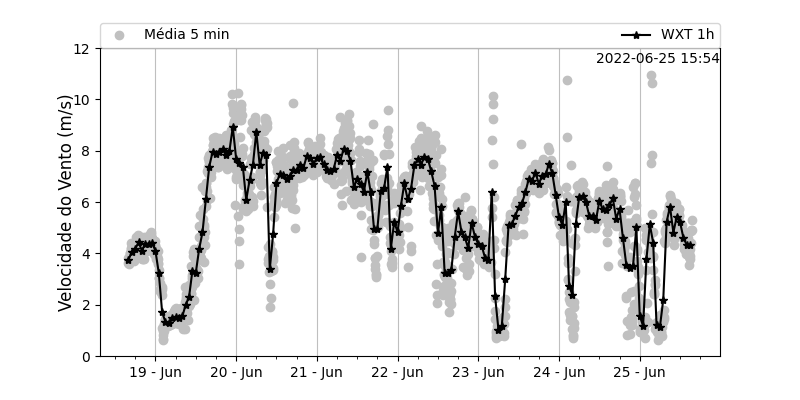 Média 5 min
WXT 1h
2022-06-25 15:54
Velocidade do Vento (m/s)
12
10
8
6
4
2
0
19 - Jun
20 - Jun
21 - Jun
22 - Jun
23 - Jun
24 - Jun
25 - Jun